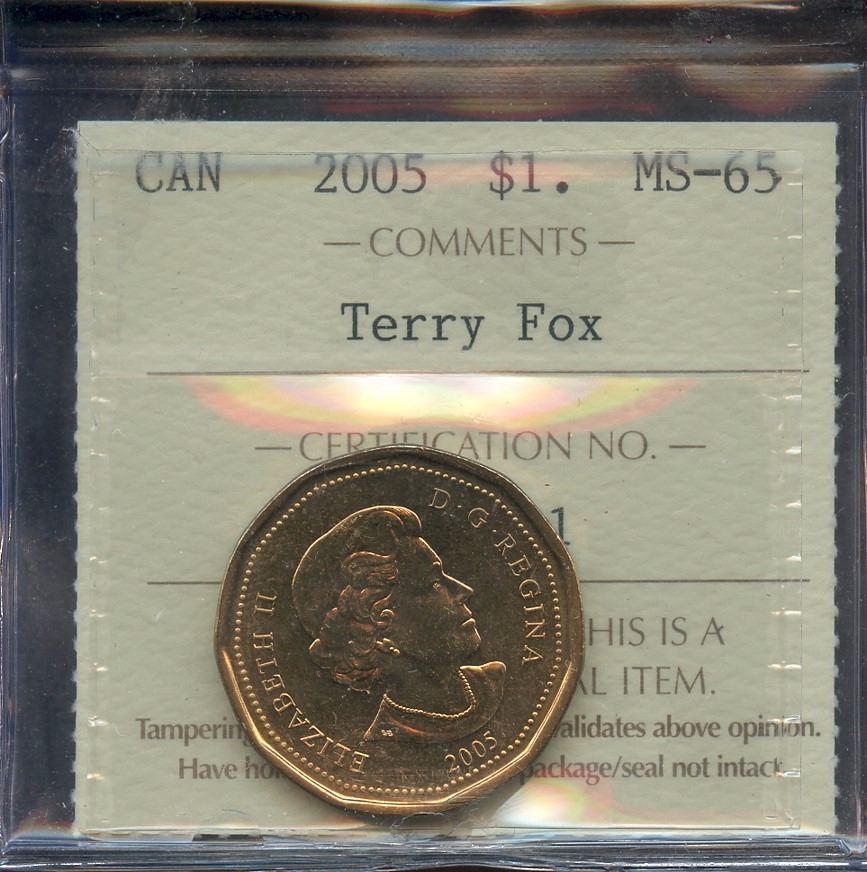 CAN 2005 $1. MS-65
— COMMENTS —
Terry Fox
— CERTIFICATION NO. —
1
HIS IS A
AL ITEM.
Tampering alidates above opinion.
Have package/seal not intact
ELIZABETH II D·G·REGINA
2005